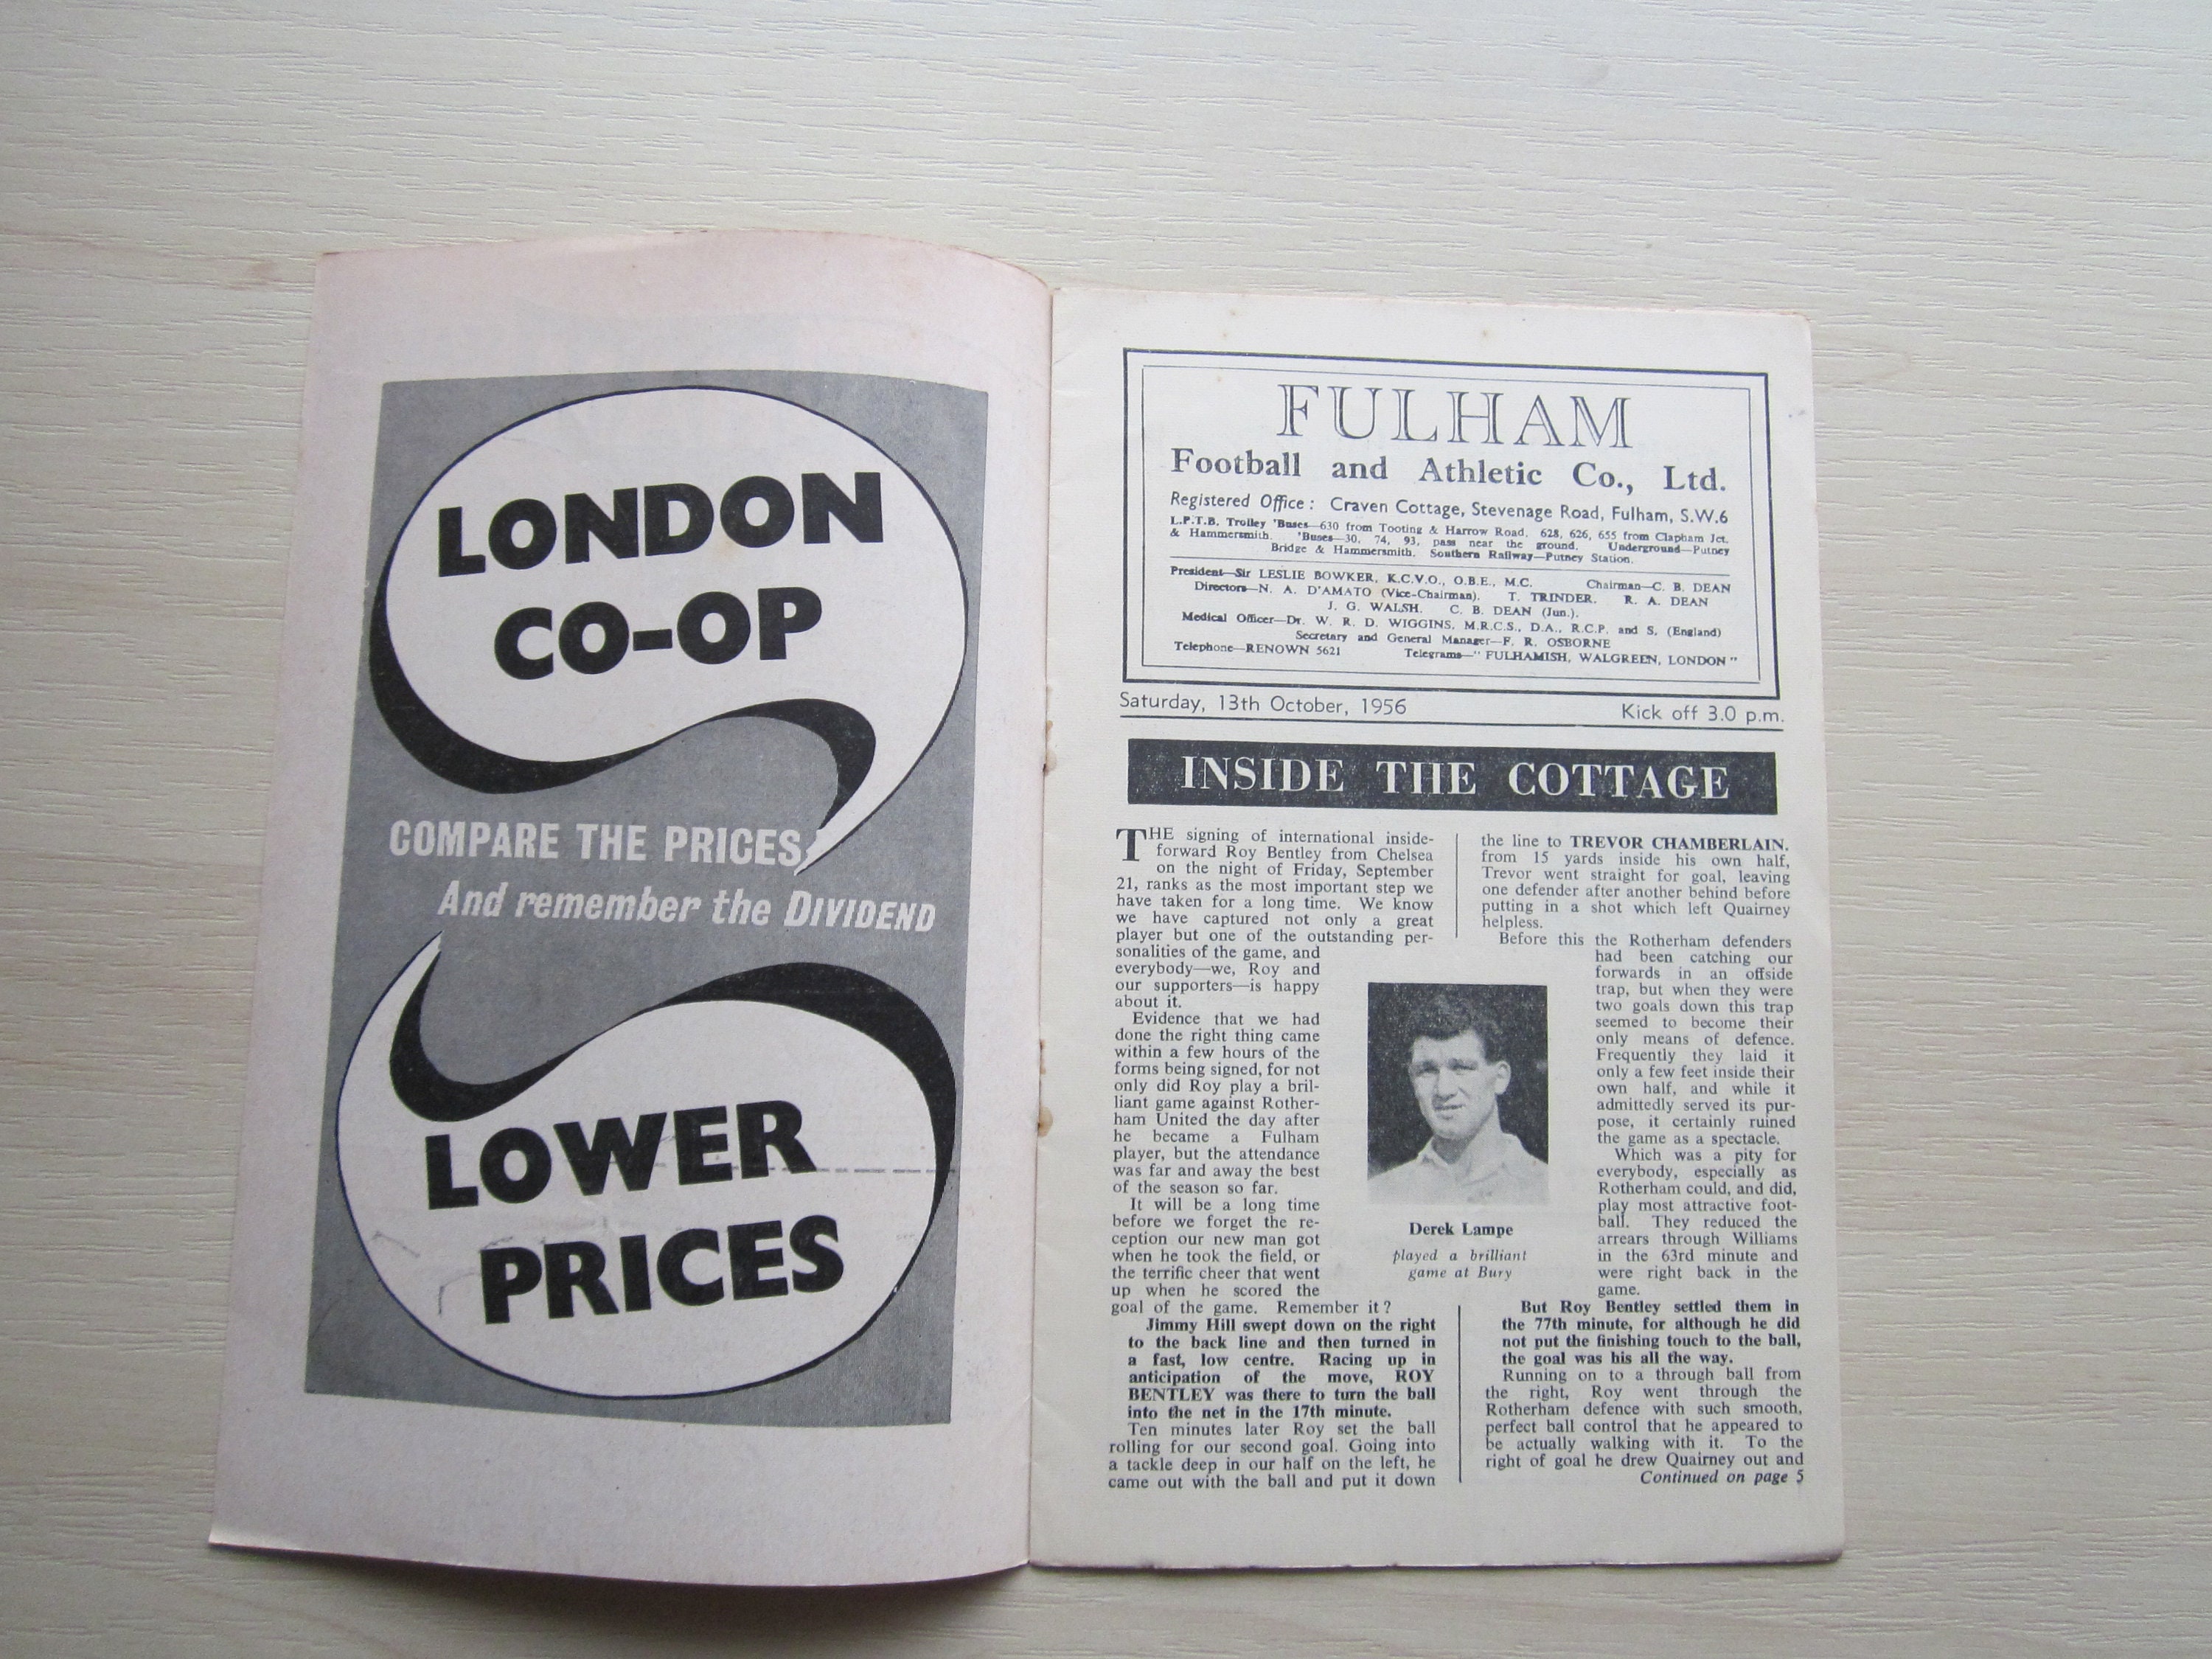 LONDON
CO-OP
COMPARE THE PRICES
And remember the DIVIDEND
LOWER
PRICES
FULHAM
Football and Athletic Co., Ltd.
Registered Office : Craven Cottage, Stevenage Road, Fulham, S.W.6
L.P.T.B. Trolley 'Buses—630 from Tooting & Harrow Road. 628, 626, 655 from Clapham Jct.
& Hammersmith. 'Buses—30, 74, 93, pass near the ground. Underground—Putney
Bridge & Hammersmith. Southern Railway—Putney Station.
President—Sir LESLIE BOWKER, K.C.V.O., O.B.E., M.C. Chairman—C. B. DEAN
Directors—N. A. D'AMATO (Vice-Chairman). T. TRINDER. R. A. DEAN
J. G. WALSH. C. B. DEAN (Jun.).
Medical Officer—Dr. W. R. D. WIGGINS, M.R.C.S., D.A., R.C.P. and S. (England)
Secretary and General Manager—F. R. OSBORNE
Telephone—RENOWN 5621 Telegrams—" FULHAMISH, WALGREEN, LONDON "
Saturday, 13th October, 1956 Kick off 3.0 p.m.
INSIDE THE COTTAGE
THE signing of international inside-
forward Roy Bentley from Chelsea
on the night of Friday, September
21, ranks as the most important step we
have taken for a long time. We know
we have captured not only a great
player but one of the outstanding per-
sonalities of the game, and
everybody—we, Roy and
our supporters—is happy
about it.
Evidence that we had
done the right thing came
within a few hours of the
forms being signed, for not
only did Roy play a bril-
liant game against Rother-
ham United the day after
he became a Fulham
player, but the attendance
was far and away the best
of the season so far.
It will be a long time
before we forget the re-
ception our new man got
when he took the field, or
the terrific cheer that went
up when he scored the
goal of the game. Remember it?
Jimmy Hill swept down on the right
to the back line and then turned in
a fast, low centre. Racing up in
anticipation of the move, ROY
BENTLEY was there to turn the ball
into the net in the 17th minute.
Ten minutes later Roy set the ball
rolling for our second goal. Going into
a tackle deep in our half on the left, he
came out with the ball and put it down
Derek Lampe
played a brilliant
game at Bury
the line to TREVOR CHAMBERLAIN.
from 15 yards inside his own half,
Trevor went straight for goal, leaving
one defender after another behind before
putting in a shot which left Quairney
helpless.
Before this the Rotherham defenders
had been catching our
forwards in an offside
trap, but when they were
two goals down this trap
seemed to become their
only means of defence.
Frequently they laid it
only a few feet inside their
own half, and while it
admittedly served its pur-
pose, it certainly ruined
the game as a spectacle.
Which was a pity for
everybody, especially as
Rotherham could, and did,
play most attractive foot-
ball. They reduced the
arrears through Williams
in the 63rd minute and
were right back in the
game.
But Roy Bentley settled them in
the 77th minute, for although he did
not put the finishing touch to the ball,
the goal was his all the way.
Running on to a through ball from
the right, Roy went through the
Rotherham defence with such smooth,
perfect ball control that he appeared to
be actually walking with it. To the
right of goal he drew Quairney out and
Continued on page 5